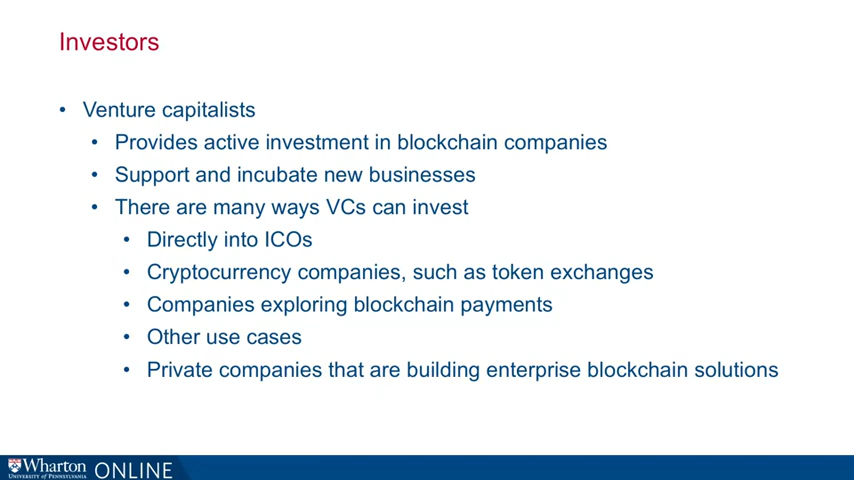 Investors
• Venture capitalists
• Provides active investment in blockchain companies
• Support and incubate new businesses
• There are many ways VCs can invest
• Directly into ICOs
• Cryptocurrency companies, such as token exchanges
• Companies exploring blockchain payments
• Other use cases
• Private companies that are building enterprise blockchain solutions
Wharton ONLINE
UNIVERSITY of PENNSYLVANIA